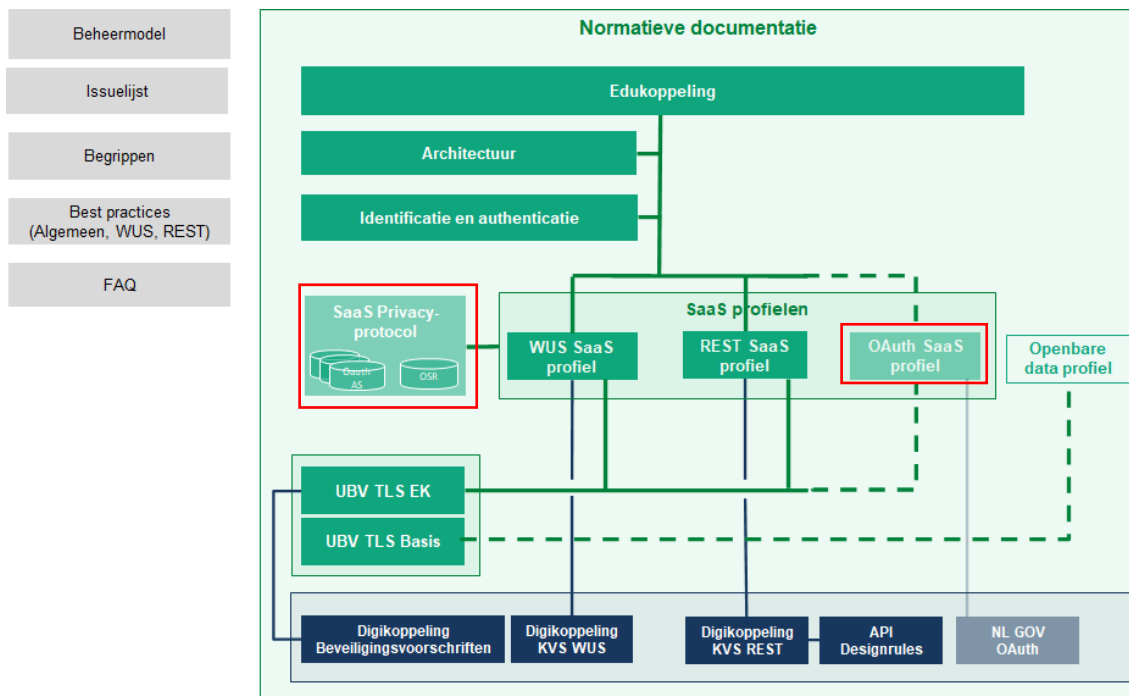 Beheermodel
Issuelijst
Begrippen
Best practices
(Algemeen, WUS, REST)
FAQ
Normatieve documentatie
Edukoppeling
Architectuur
Identificatie en authenticatie
SaaS Privacy-
protocol
Oauth
AS
OSR
SaaS profielen
WUS SaaS
profiel
REST SaaS
profiel
OAuth SaaS
profiel
Openbare
data profiel
UBV TLS EK
UBV TLS Basis
Digikoppeling
Beveiligingsvoorschriften
Digikoppeling
KVS WUS
Digikoppeling
KVS REST
API
Designrules
NL GOV
OAuth